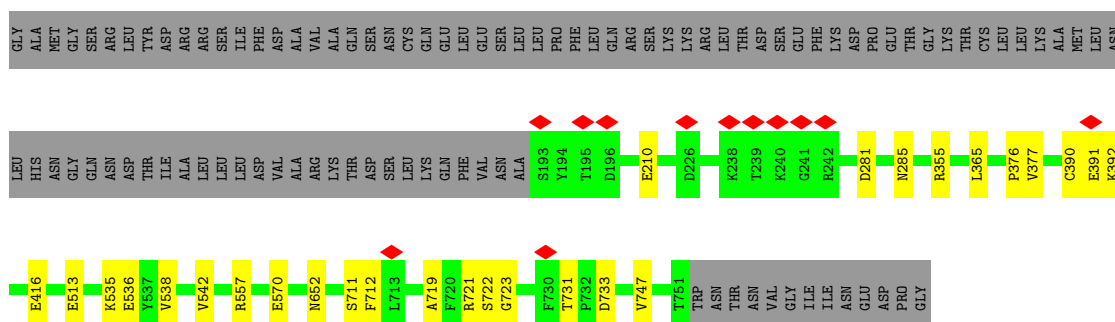 GLY ALA MET GLY SER ARG LEU TYR ASP ARG ARG SER ILE PHE ASP ALA VAL ALA GLN SER ASN CYS GLN GLU LEU GLU SER LEU LEU PRO PHE LEU GLN ARG SER LYS LYS ARG LEU THR ASP SER GLU PHE LYS ASP PRO GLU THR GLY LYS THR CYS LEU LEU LYS ALA MET LEU ASN
LEU HIS ASN GLY GLN ASN ASP THR ILE ALA LEU LEU LEU ASP VAL ALA ARG LYS THR ASP SER LEU LYS GLN PHE VAL ASN ALA S193 Y194 T195 D196 E210 D226 K238 T239 K240 G241 R242 D281 N285 R355 L365 P376 V377 C390 E391 K392
E416 E513 K535 E536 Y537 V538 V542 R557 E570 N652 S711 F712 L713 A719 F720 R721 S722 G723 F730 T731 P732 D733 V747 T751 TRP ASN THR ASN VAL GLY ILE ILE ASN GLU ASP PRO GLY